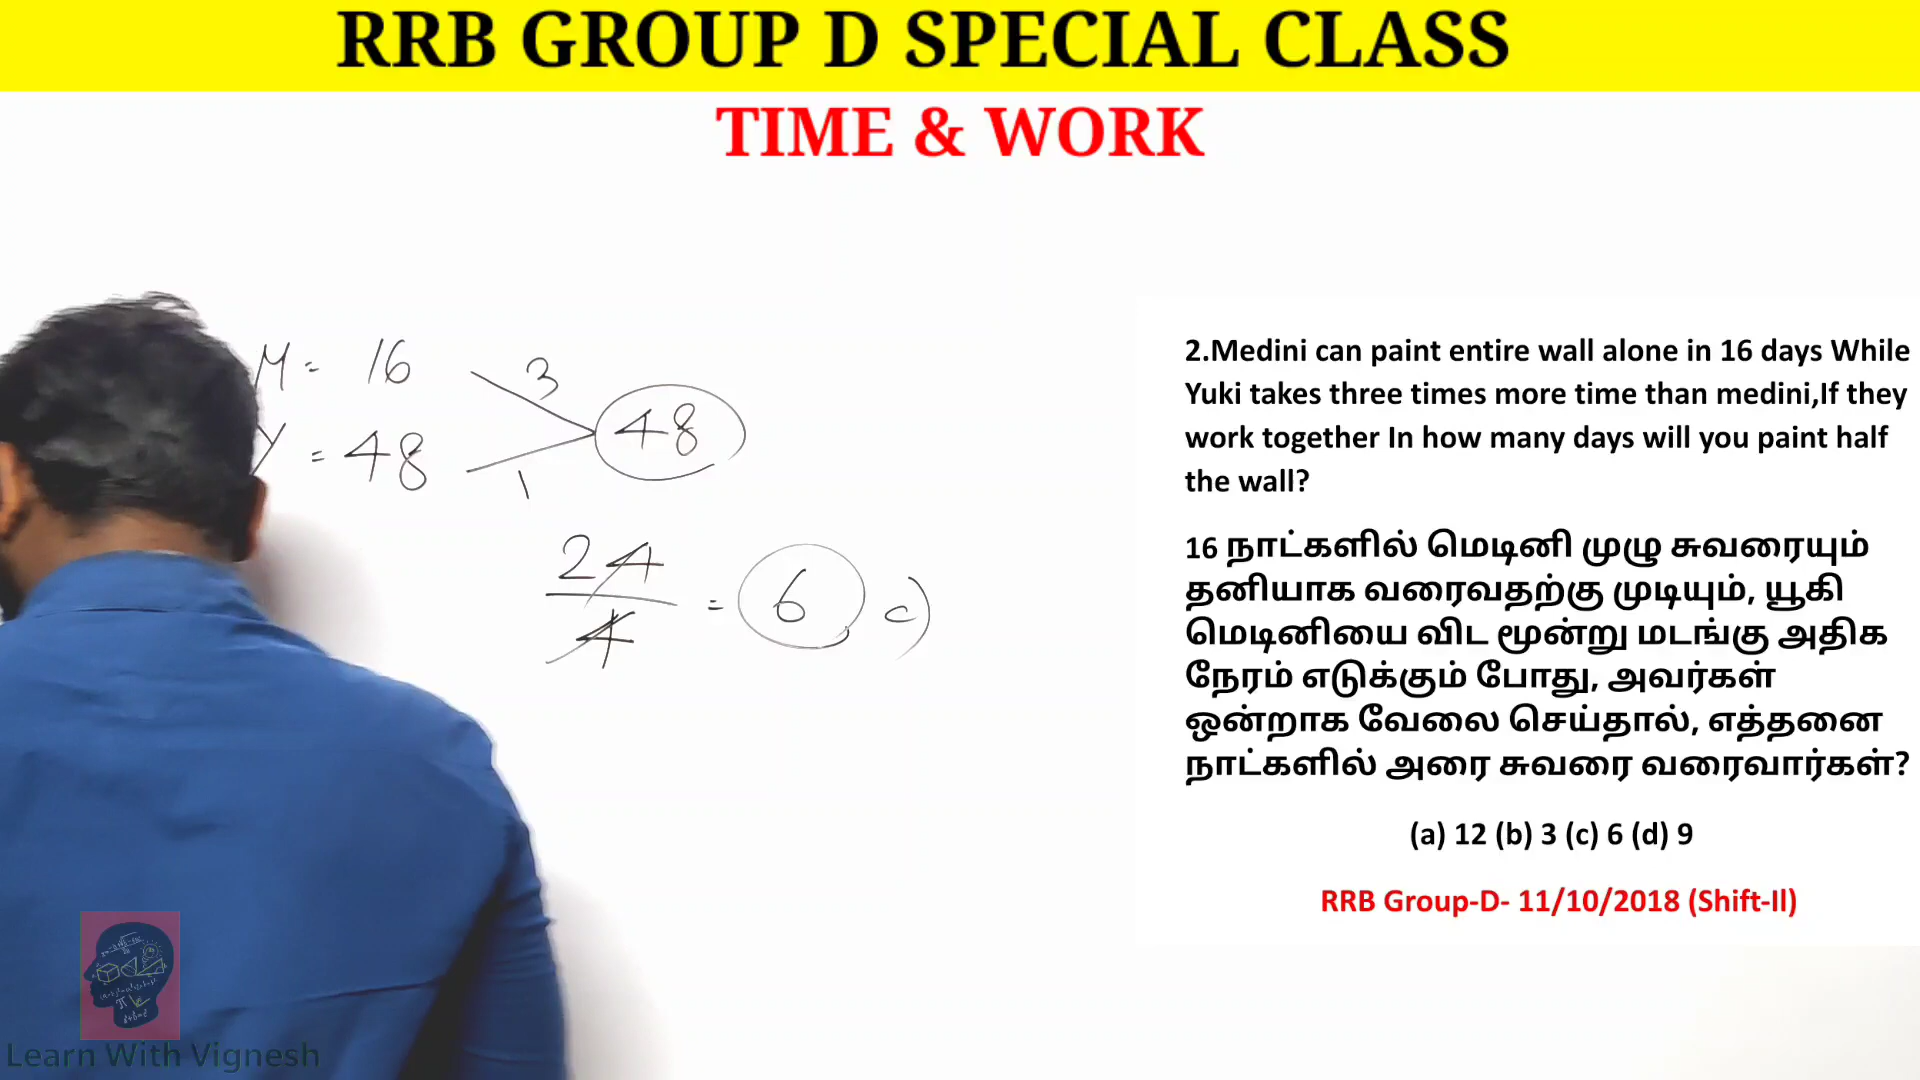 RRB GROUP D SPECIAL CLASS
TIME & WORK
M = 16
3
48
Y = 48
1
24
4
= 6, c)
2.Medini can paint entire wall alone in 16 days While
Yuki takes three times more time than medini,If they
work together In how many days will you paint half
the wall?
16 நாட்களில் மெடினி முழு சுவரையும்
தனியாக வரைவதற்கு முடியும், யூகி
மெடினியை விட மூன்று மடங்கு அதிக
நேரம் எடுக்கும் போது, அவர்கள்
ஒன்றாக வேலை செய்தால், எத்தனை
நாட்களில் அரை சுவரை வரைவார்கள்?
(a) 12 (b) 3 (c) 6 (d) 9
RRB Group-D- 11/10/2018 (Shift-Il)
Learn With Vignesh